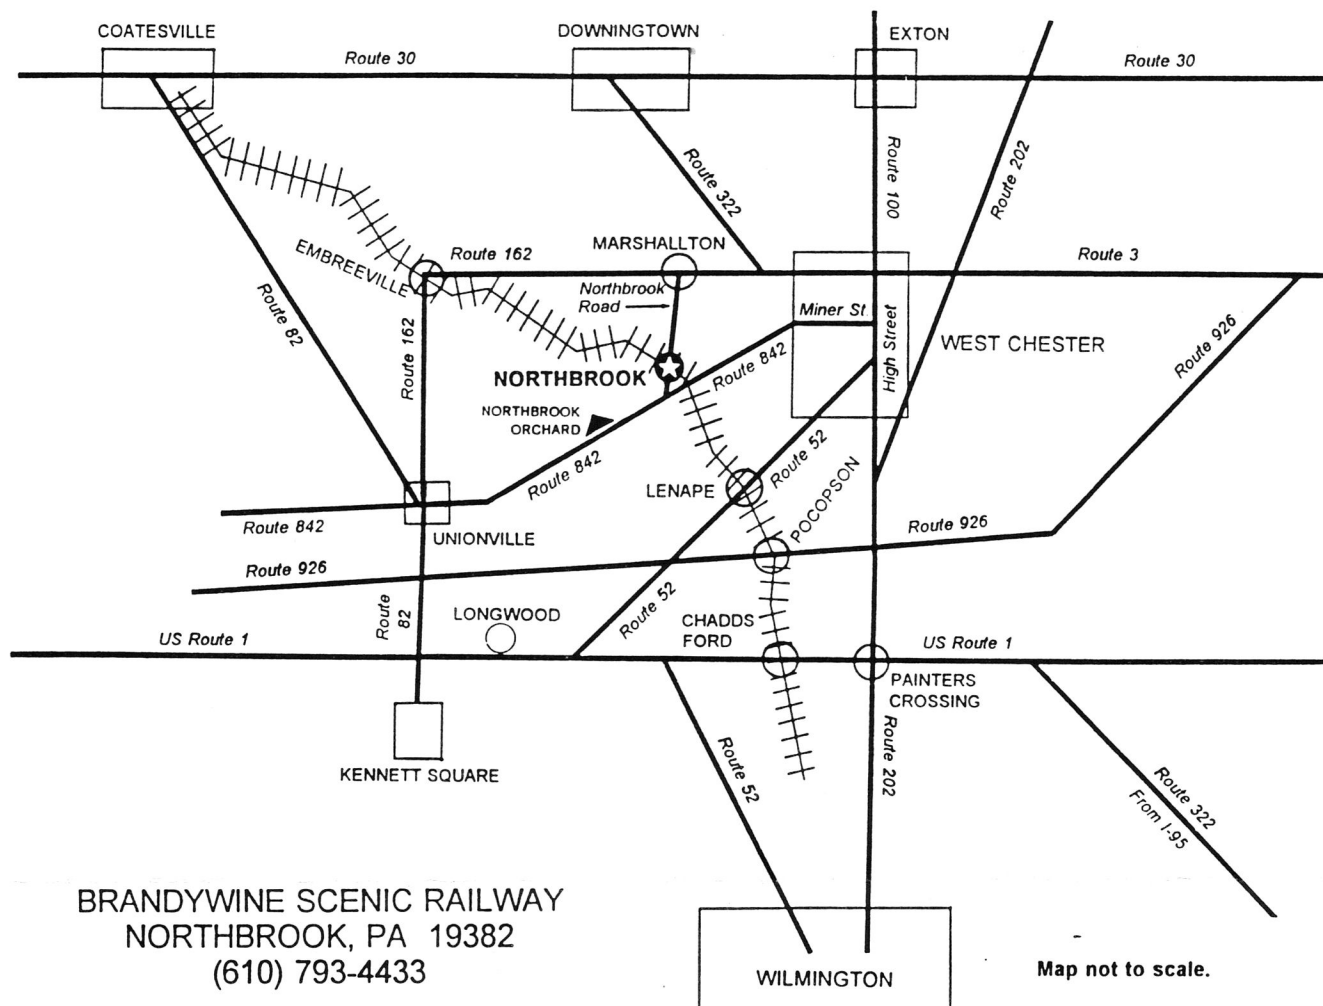 COATESVILLE
DOWNINGTOWN
EXTON
Route 30
Route 30
Route 322
Route 100
Route 202
EMBREEVILLE
Route 162
MARSHALLTON
Route 3
Northbrook
Road
Miner St.
High Street
WEST CHESTER
Route 926
Route 82
Route 162
NORTHBROOK
Route 842
NORTHBROOK
ORCHARD
Route 842
Route 52
LENAPE
POCOPSON
Route 842
UNIONVILLE
Route 926
Route 926
Route
82
LONGWOOD
Route 52
CHADDS
FORD
US Route 1
US Route 1
PAINTERS
CROSSING
KENNETT SQUARE
Route 52
Route 202
Route 322
From I-95
BRANDYWINE SCENIC RAILWAY
NORTHBROOK, PA 19382
(610) 793-4433
WILMINGTON
Map not to scale.